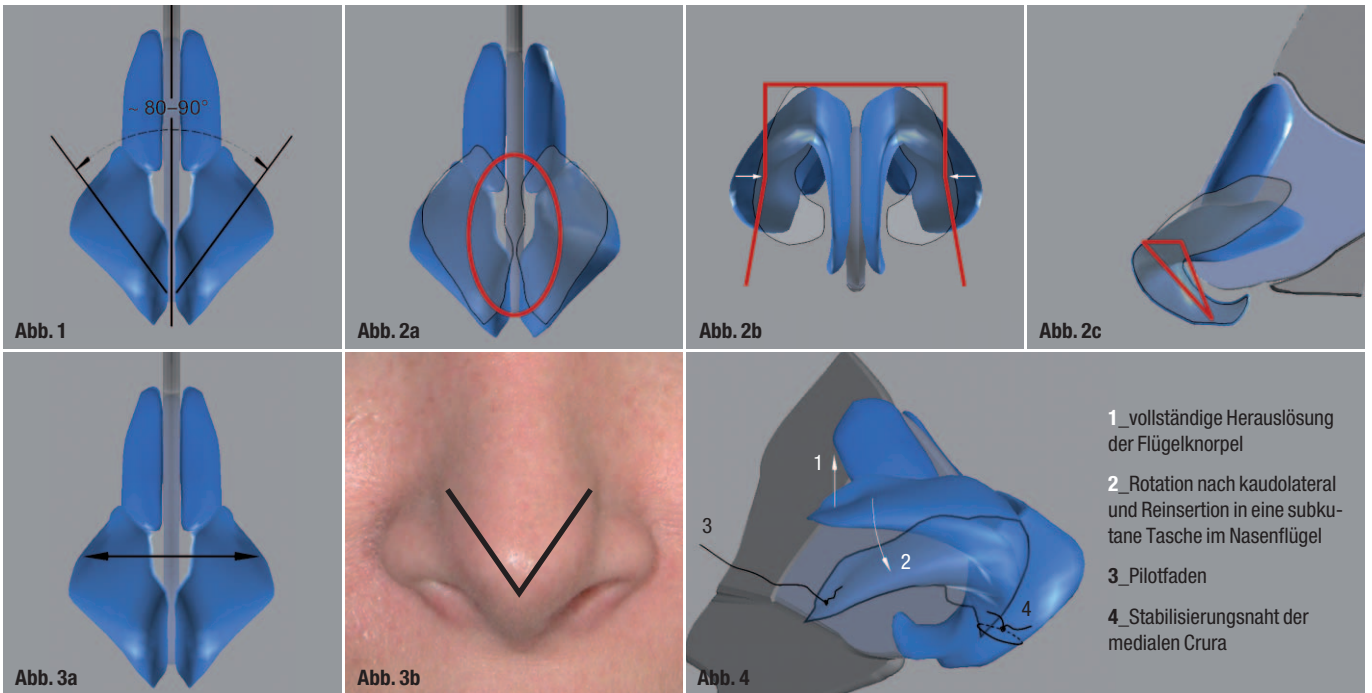 ~ 80–90°
Abb. 1
Abb. 2a
Abb. 2b
Abb. 2c
Abb. 3a
Abb. 3b
1
2
3
4
Abb. 4
1_vollständige Herauslösung
der Flügelknorpel
2_Rotation nach kaudolateral
und Reinsertion in eine subku-
tane Tasche im Nasenflügel
3_Pilotfaden
4_Stabilisierungsnaht der
medialen Crura